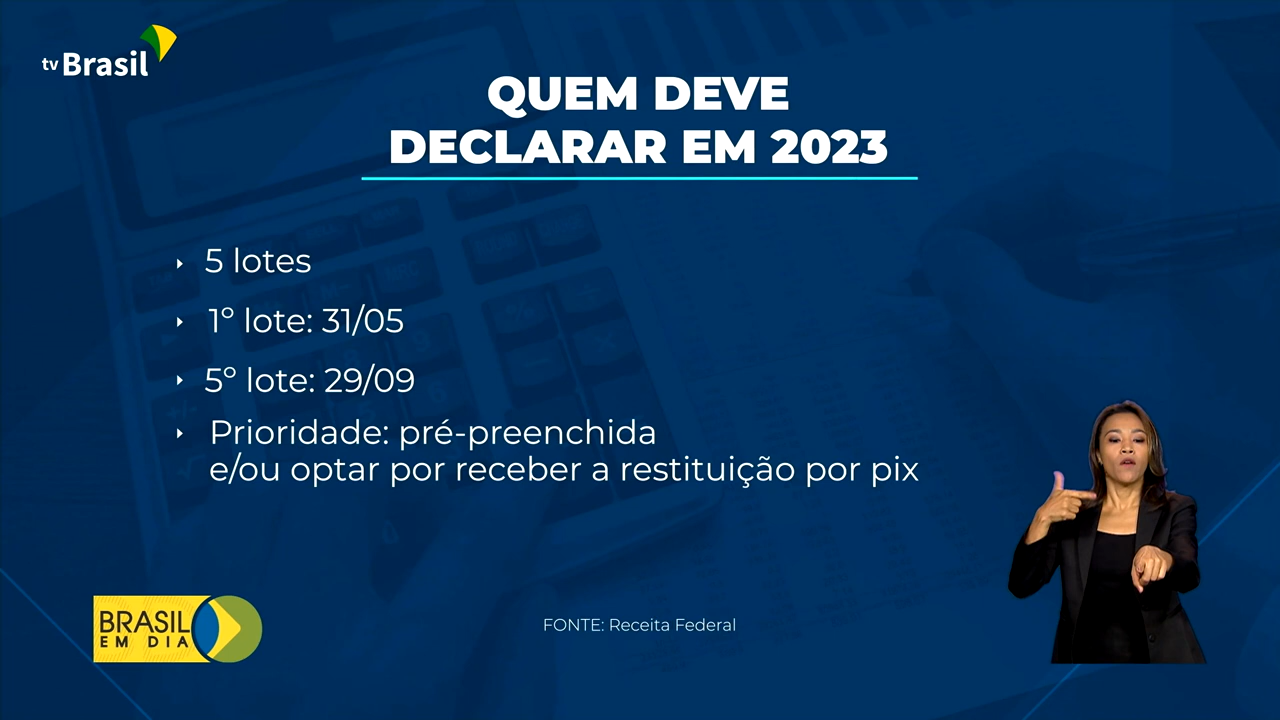 tv Brasil
QUEM DEVE
DECLARAR EM 2023
5 lotes
1º lote: 31/05
5º lote: 29/09
Prioridade: pré-preenchida
e/ou optar por receber a restituição por pix
BRASIL
EM DIA
FONTE: Receita Federal